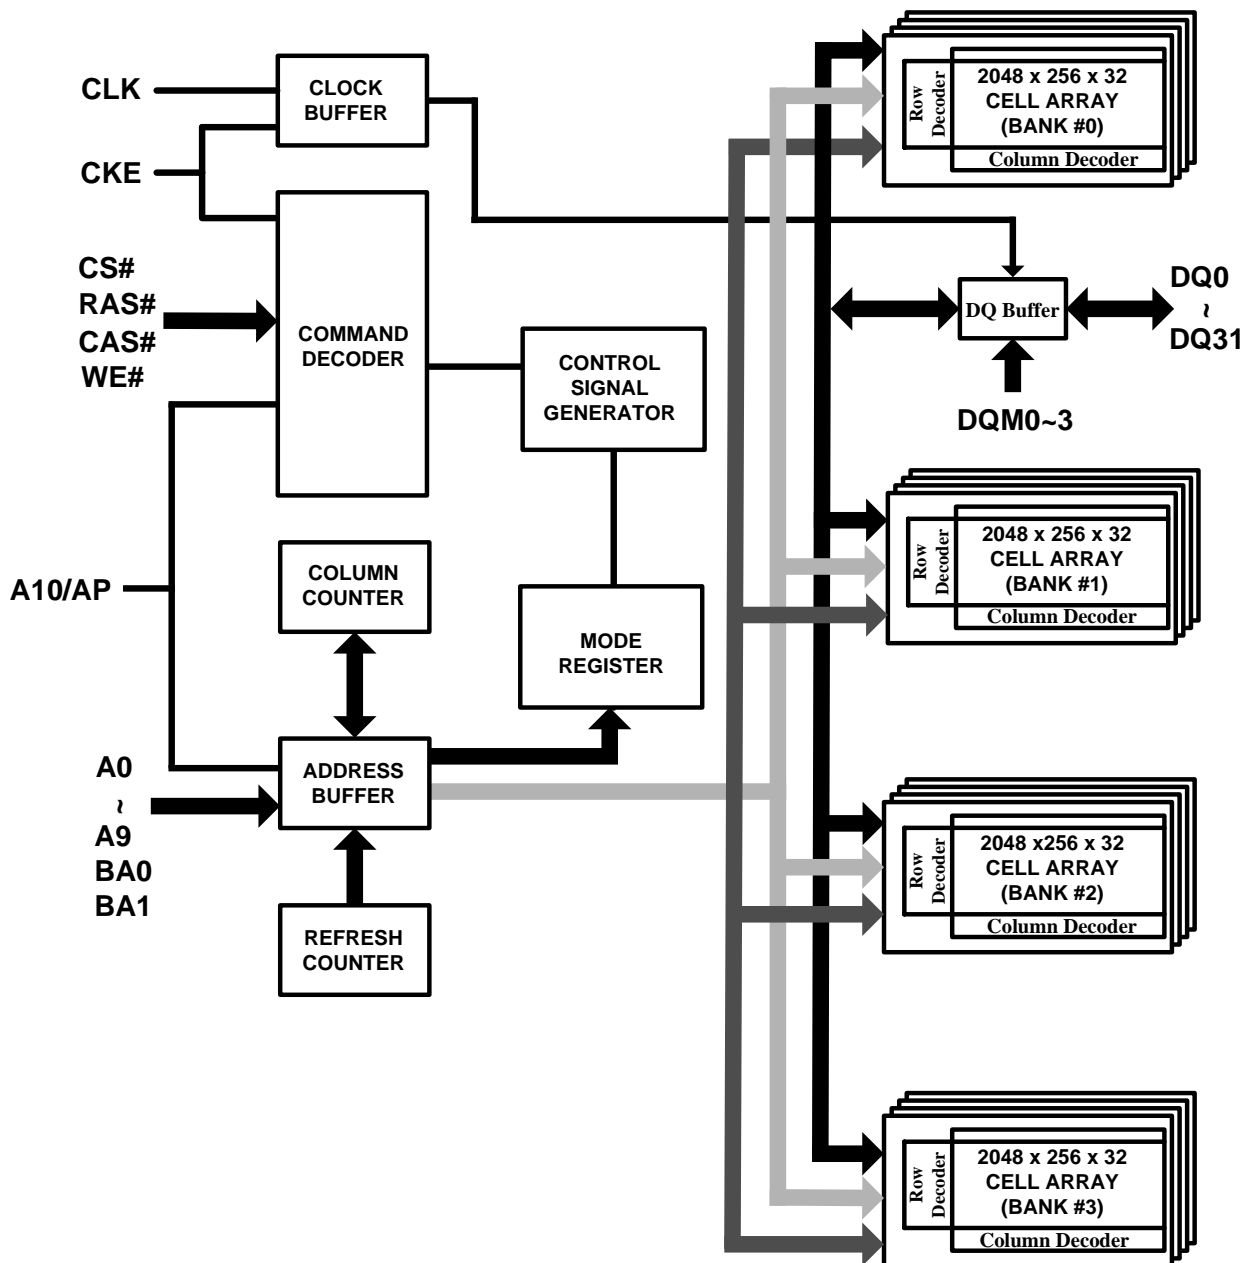 CLK
CKE
CS#
RAS#
CAS#
WE#
A10/AP
A0
~
A9
BA0
BA1
CLOCK
BUFFER
COMMAND
DECODER
COLUMN
COUNTER
ADDRESS
BUFFER
REFRESH
COUNTER
CONTROL
SIGNAL
GENERATOR
MODE
REGISTER
Row
Decoder
2048 x 256 x 32
CELL ARRAY
(BANK #0)
Column Decoder
DQ Buffer
DQ0
~
DQ31
DQM0~3
Row
Decoder
2048 x 256 x 32
CELL ARRAY
(BANK #1)
Column Decoder
Row
Decoder
2048 x256 x 32
CELL ARRAY
(BANK #2)
Column Decoder
Row
Decoder
2048 x 256 x 32
CELL ARRAY
(BANK #3)
Column Decoder